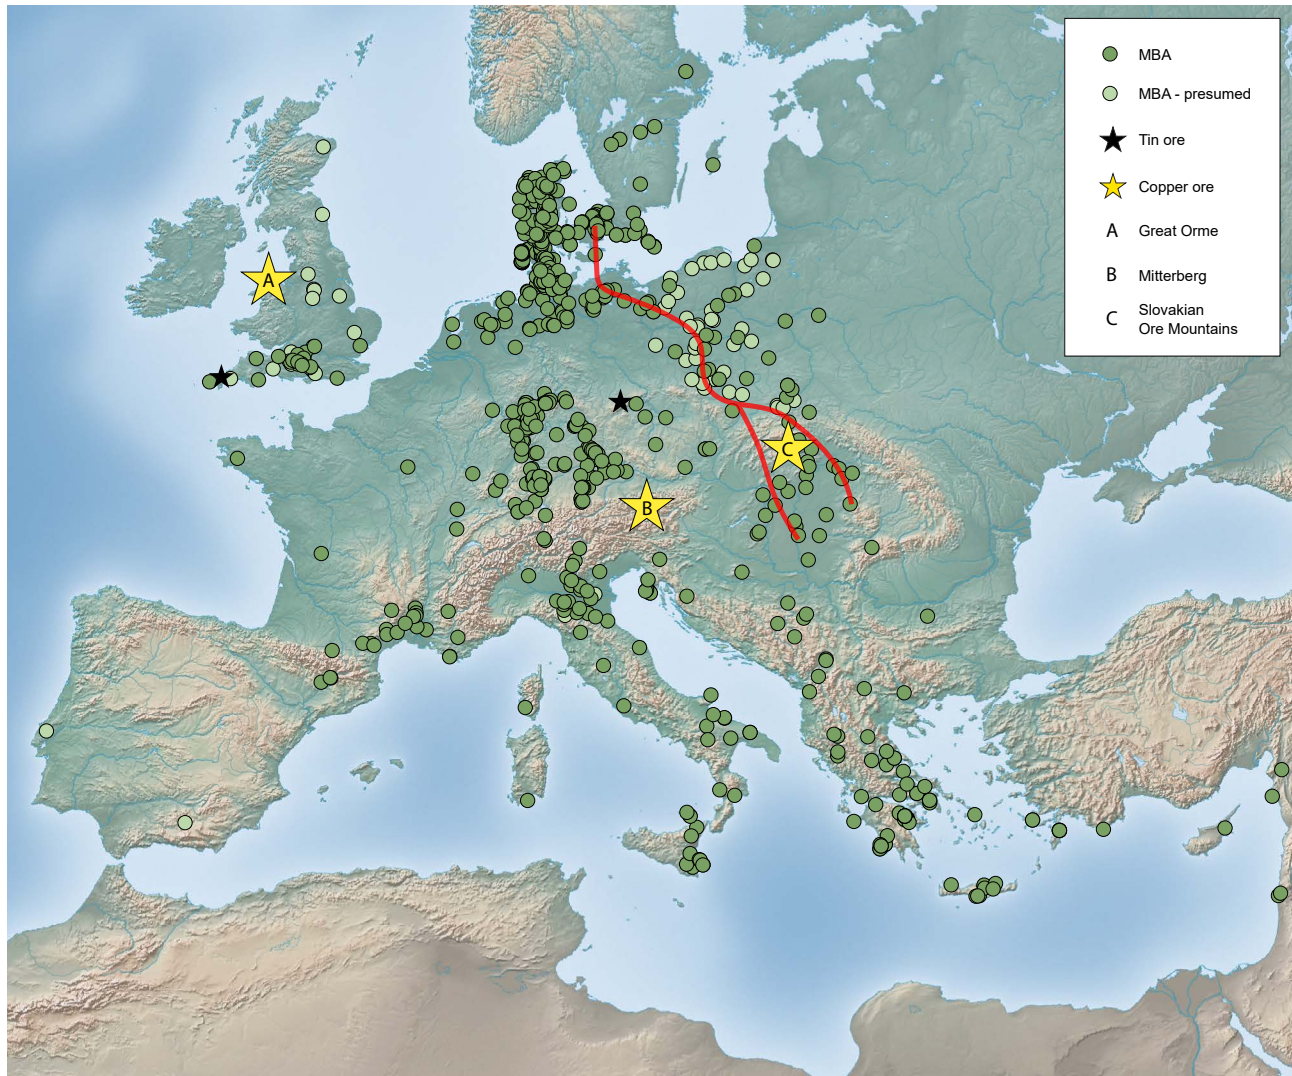 MBA
MBA - presumed
Tin ore
Copper ore
A Great Orme
B Mitterberg
C Slovakian
Ore Mountains
A
C
B